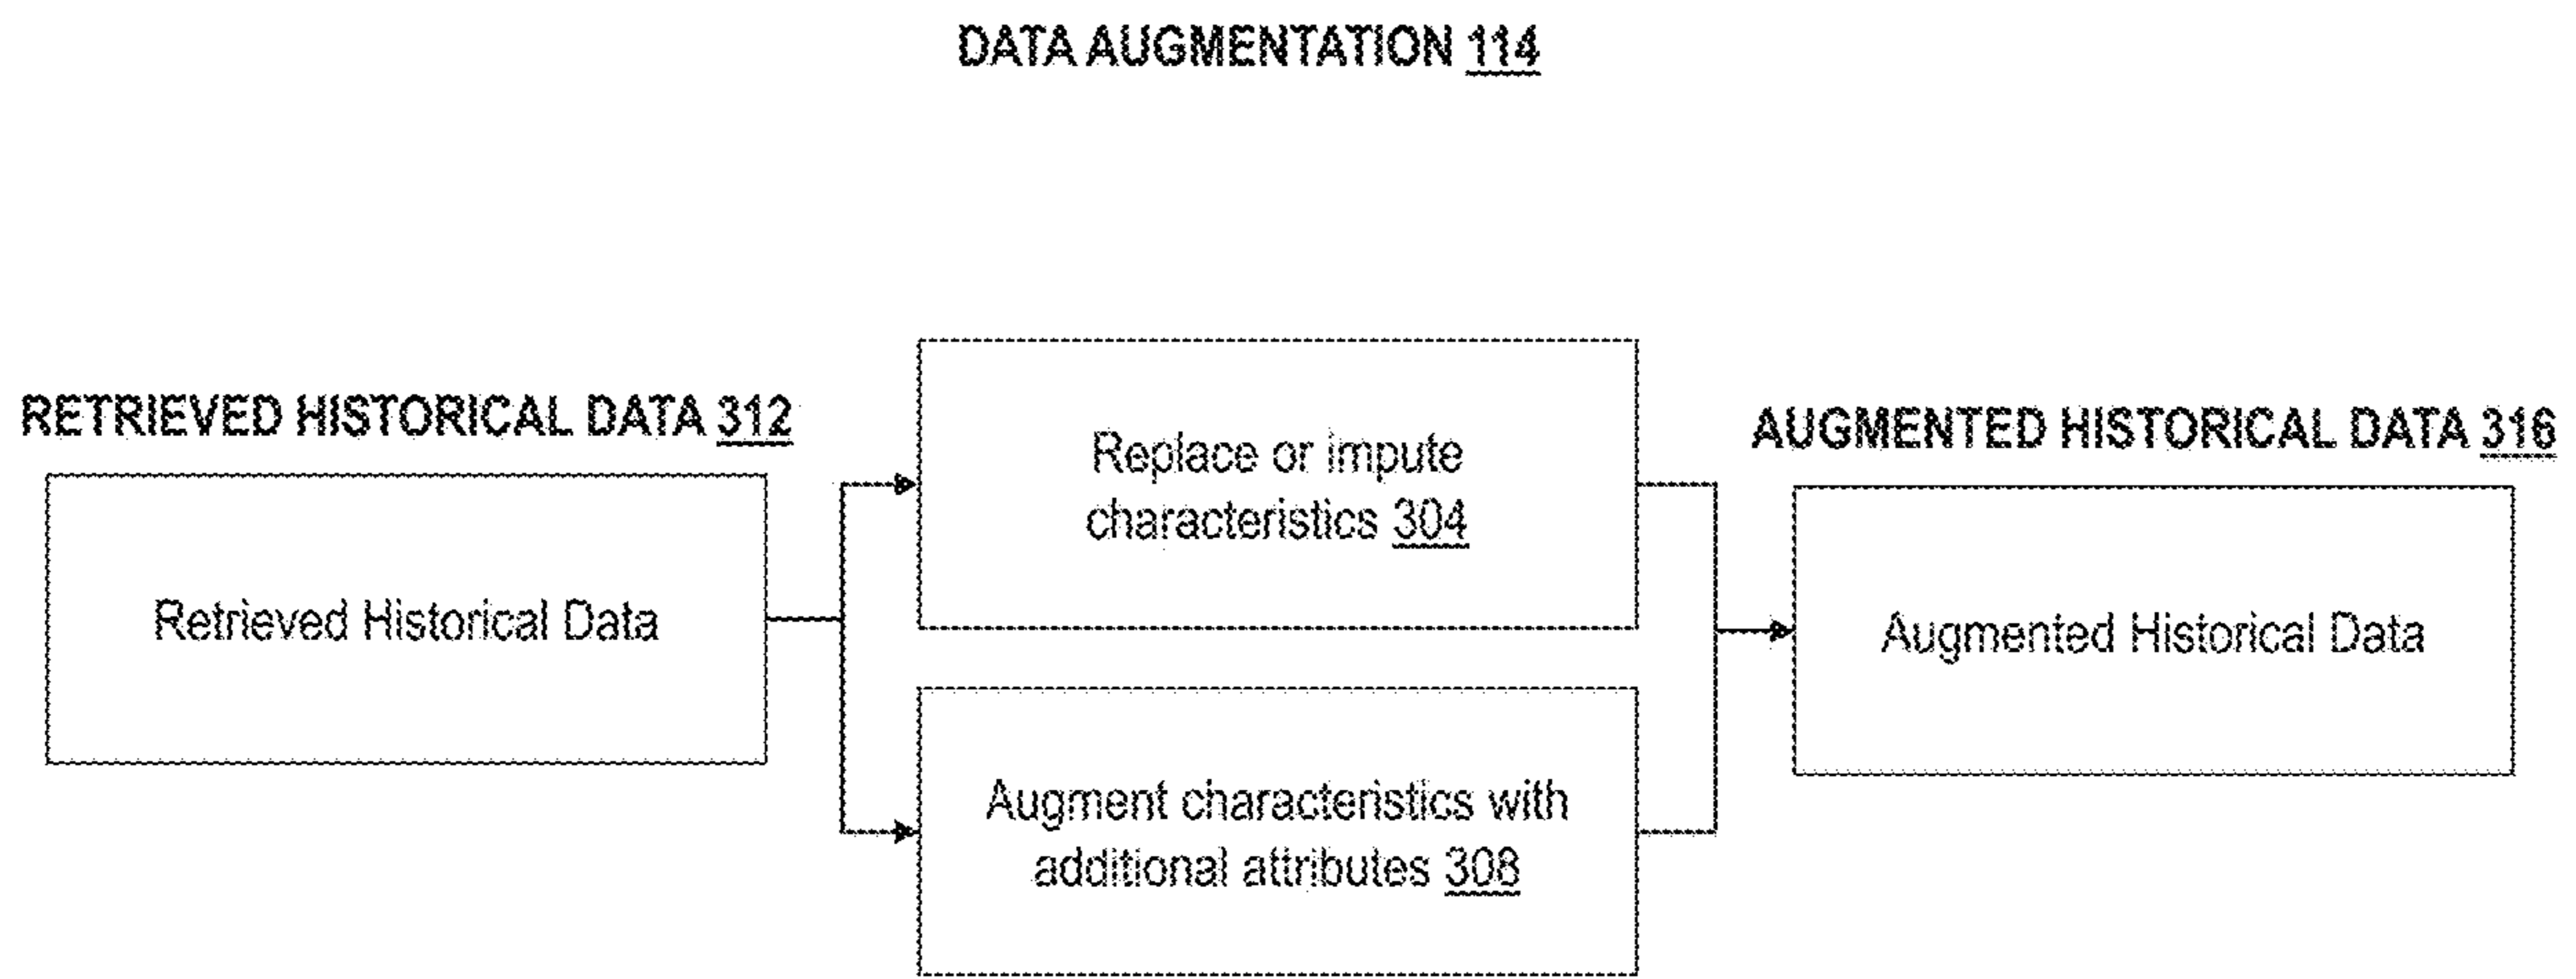 DATA AUGMENTATION 114
RETRIEVED HISTORICAL DATA 312
Retrieved Historical Data
Replace or impute
characteristics 304
Augment characteristics with
additional attributes 308
AUGMENTED HISTORICAL DATA 316
Augmented Historical Data